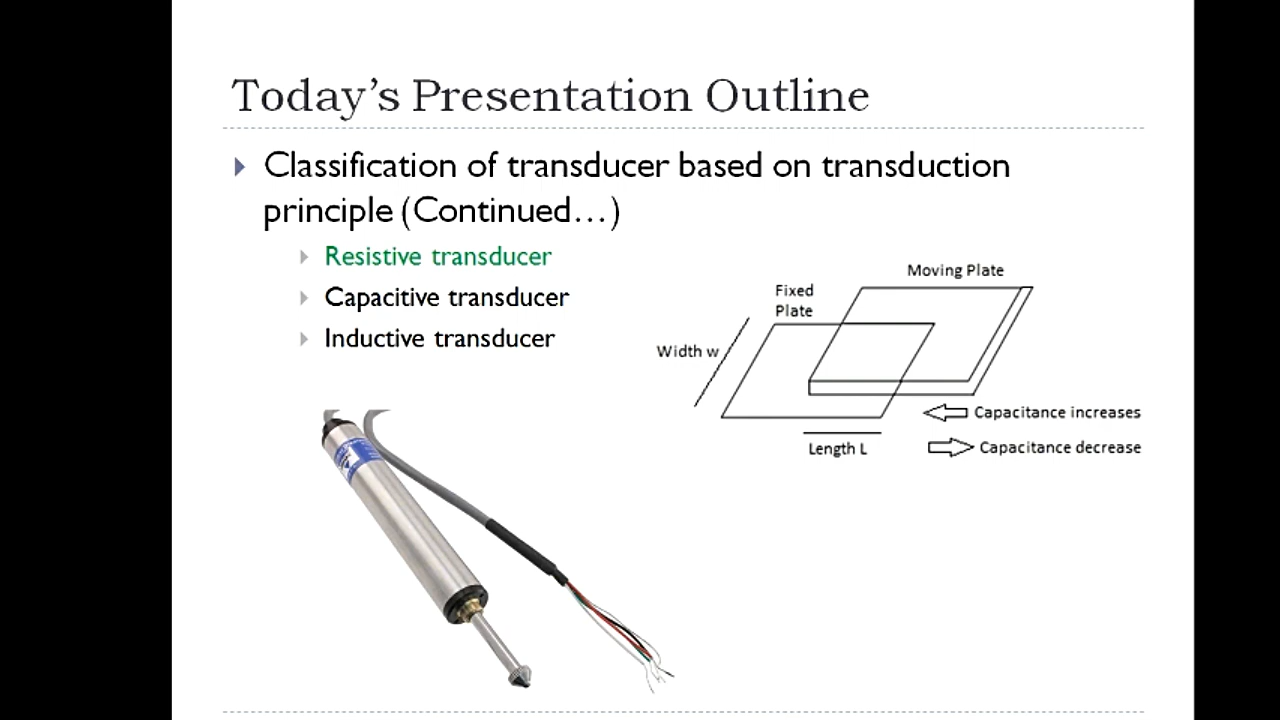 Today's Presentation Outline
Classification of transducer based on transduction
principle (Continued...)
Resistive transducer
Capacitive transducer
Inductive transducer
Moving Plate
Fixed
Plate
Width w
Capacitance increases
Length L
Capacitance decrease